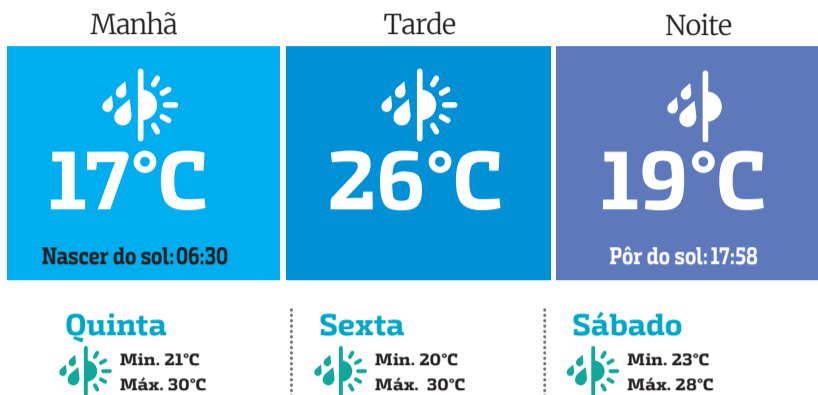 Manhã
Tarde
Noite
17°C
26°C
19°C
Nascer do sol: 06:30
Pôr do sol: 17:58
Quinta
Min. 21°C
Máx. 30°C
Sexta
Min. 20°C
Máx. 30°C
Sábado
Min. 23°C
Máx. 28°C